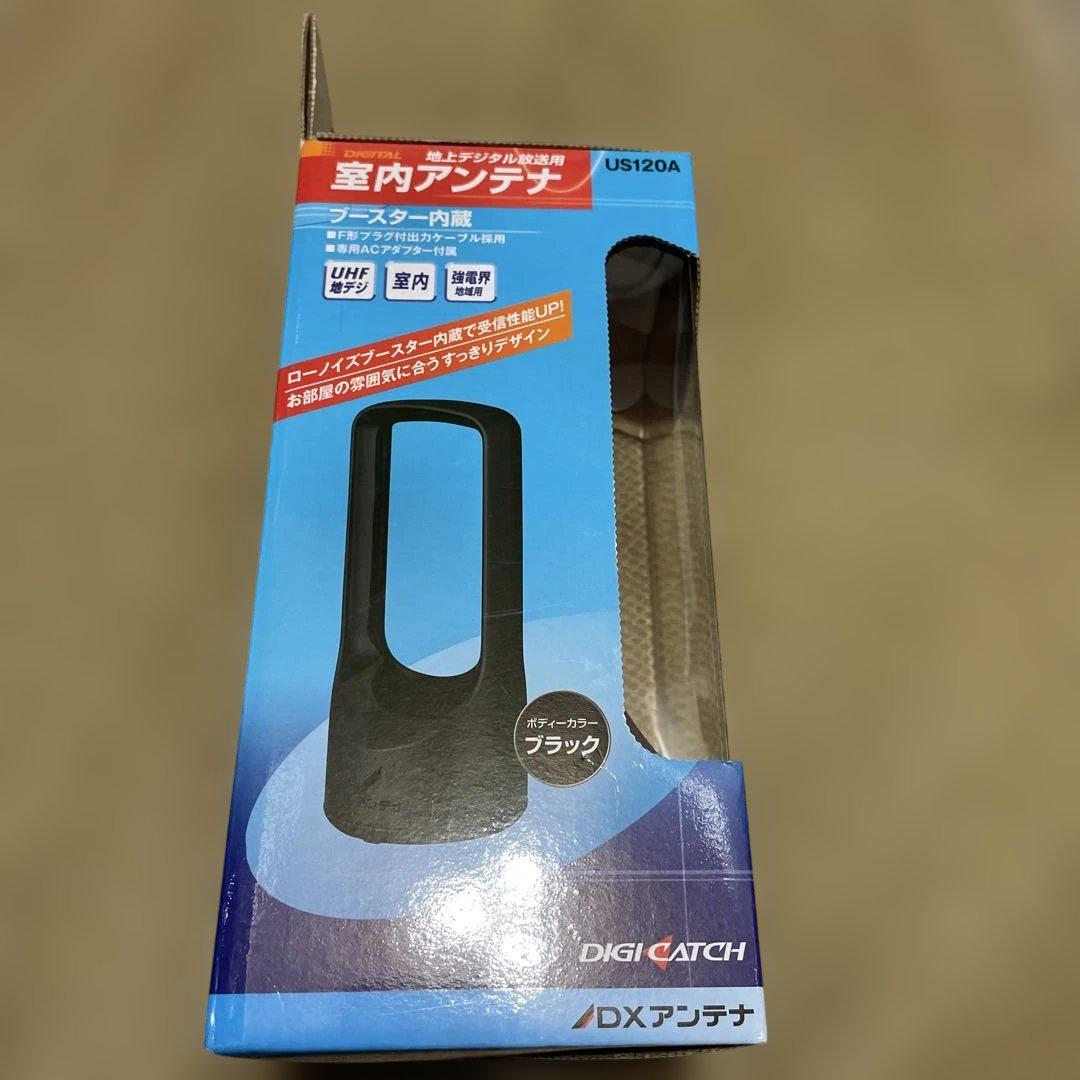 DIGITAL
地上デジタル放送用
US120A
室内アンテナ
ブースター内蔵
■F形プラグ付出力ケーブル採用
■専用ACアダプター付属
UHF
地デジ
室内
強電界
地域用
ローノイズブースター内蔵で受信性能UP!
お部屋の雰囲気に合うすっきりデザイン
ボディーカラー
ブラック
アンテナ
DIGI CATCH
DXアンテナ